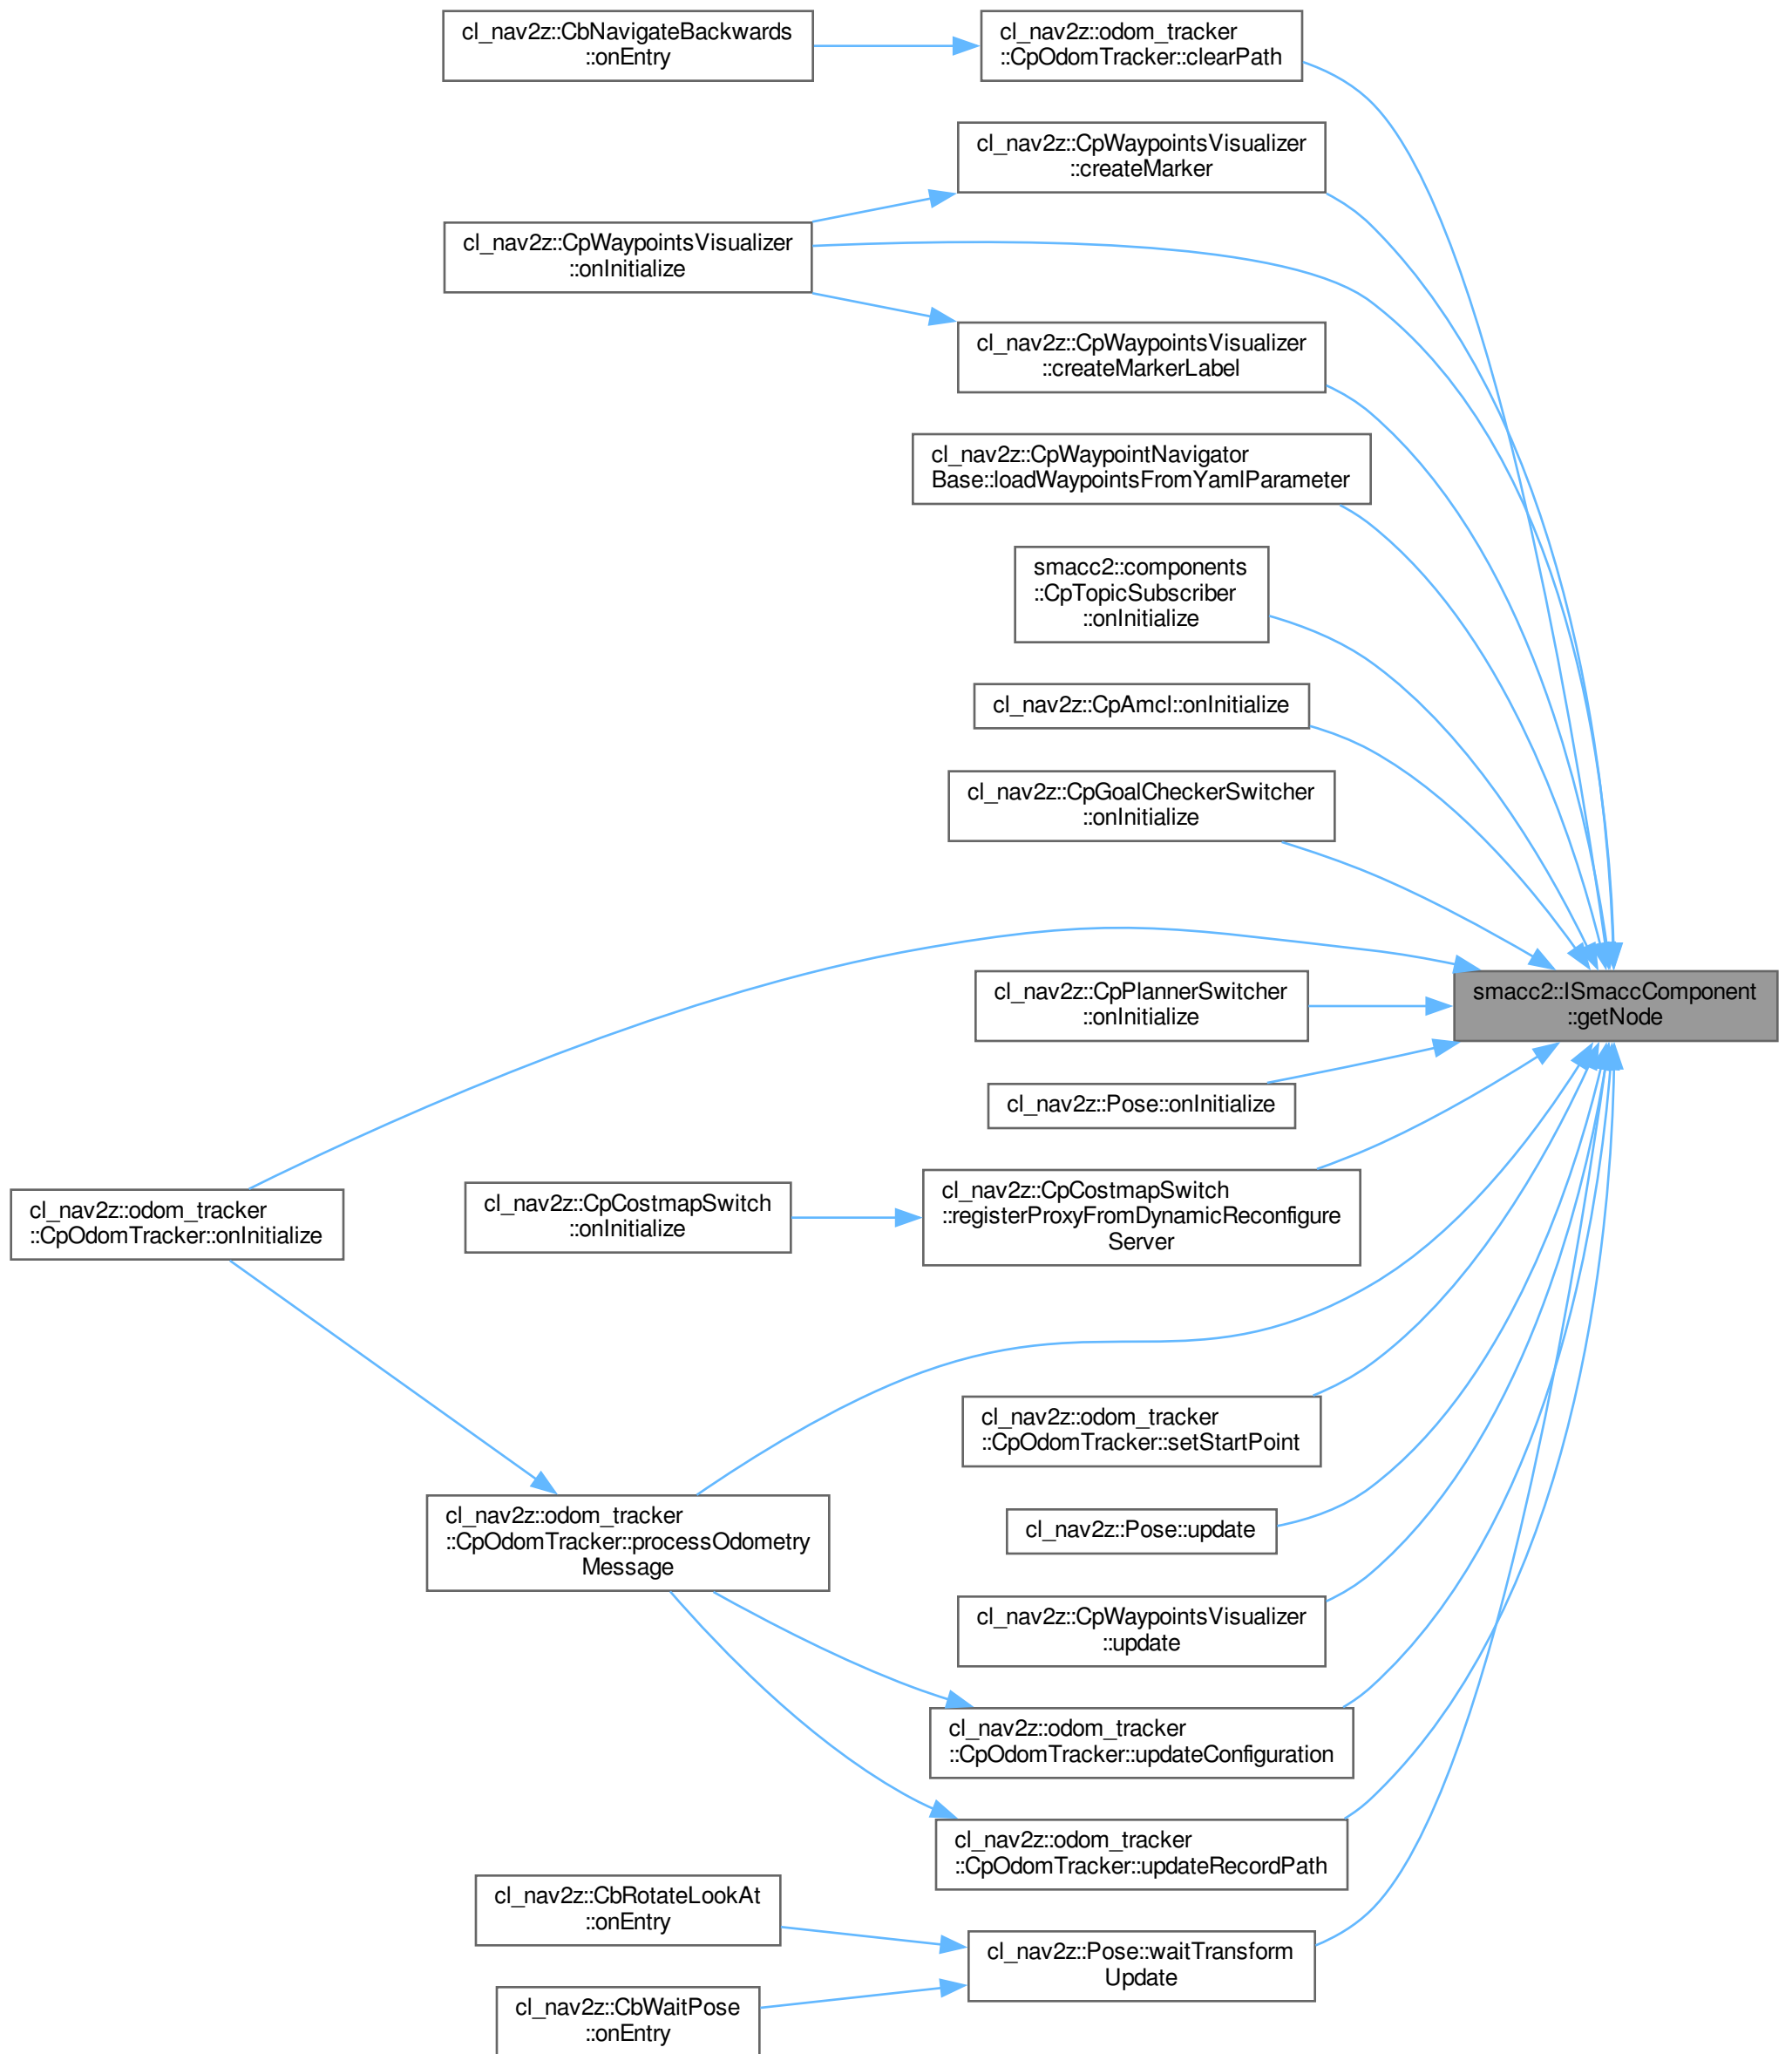 cl_nav2z::CbNavigateBackwards
::onEntry
cl_nav2z::odom_tracker
::CpOdomTracker::clearPath
cl_nav2z::CpWaypointsVisualizer
::createMarker
cl_nav2z::CpWaypointsVisualizer
::onInitialize
cl_nav2z::CpWaypointsVisualizer
::createMarkerLabel
cl_nav2z::CpWaypointNavigator
Base::loadWaypointsFromYamlParameter
smacc2::components
::CpTopicSubscriber
::onInitialize
cl_nav2z::CpAmcl::onInitialize
cl_nav2z::CpGoalCheckerSwitcher
::onInitialize
smacc2::ISmaccComponent
::getNode
cl_nav2z::CpPlannerSwitcher
::onInitialize
cl_nav2z::Pose::onInitialize
cl_nav2z::odom_tracker
::CpOdomTracker::onInitialize
cl_nav2z::CpCostmapSwitch
::onInitialize
cl_nav2z::CpCostmapSwitch
::registerProxyFromDynamicReconfigure
Server
cl_nav2z::odom_tracker
::CpOdomTracker::setStartPoint
cl_nav2z::odom_tracker
::CpOdomTracker::processOdometry
Message
cl_nav2z::Pose::update
cl_nav2z::CpWaypointsVisualizer
::update
cl_nav2z::odom_tracker
::CpOdomTracker::updateConfiguration
cl_nav2z::odom_tracker
::CpOdomTracker::updateRecordPath
cl_nav2z::CbRotateLookAt
::onEntry
cl_nav2z::Pose::waitTransform
Update
cl_nav2z::CbWaitPose
::onEntry